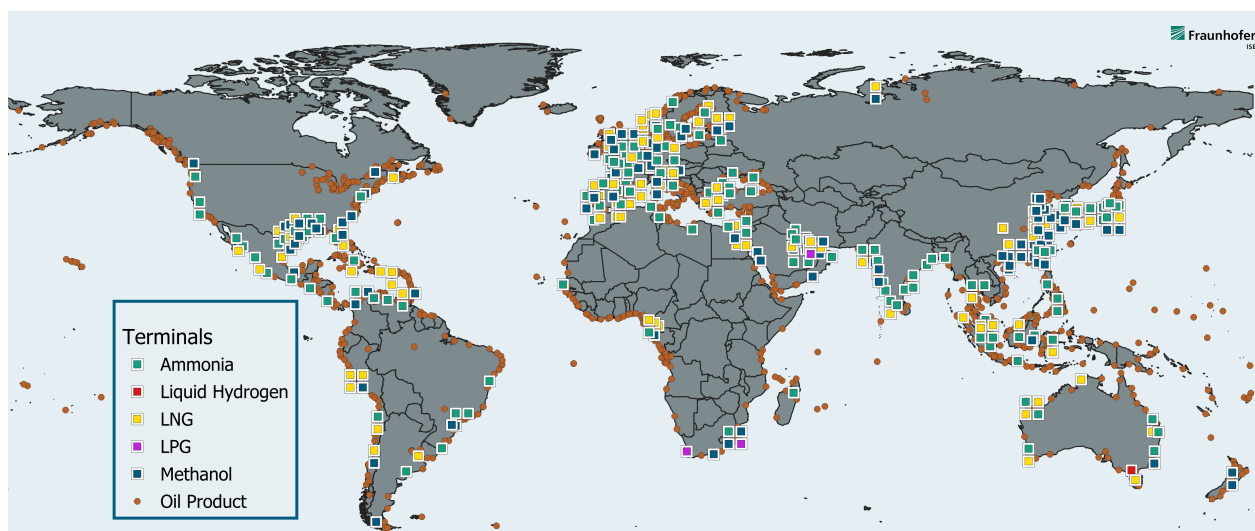 Fraunhofer
ISE
Terminals
Ammonia
Liquid Hydrogen
LNG
LPG
Methanol
Oil Product